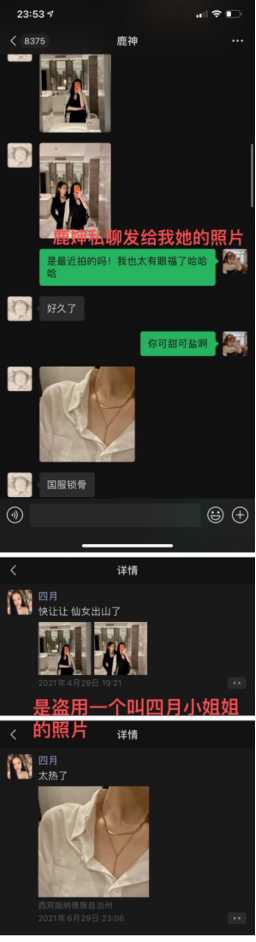 23:53
8375
鹿神
鹿婶私聊发给我她的照片
是最近拍的吗！我也太有眼福了哈哈
哈
好久了
你可甜可盐啊
国服锁骨
详情
四月
快让让 仙女出山了
2021年4月29日 19:21
是盗用一个叫四月小姐姐
的照片
详情
四月
太热了
西双版纳傣族自治州
2021年6月29日 23:06